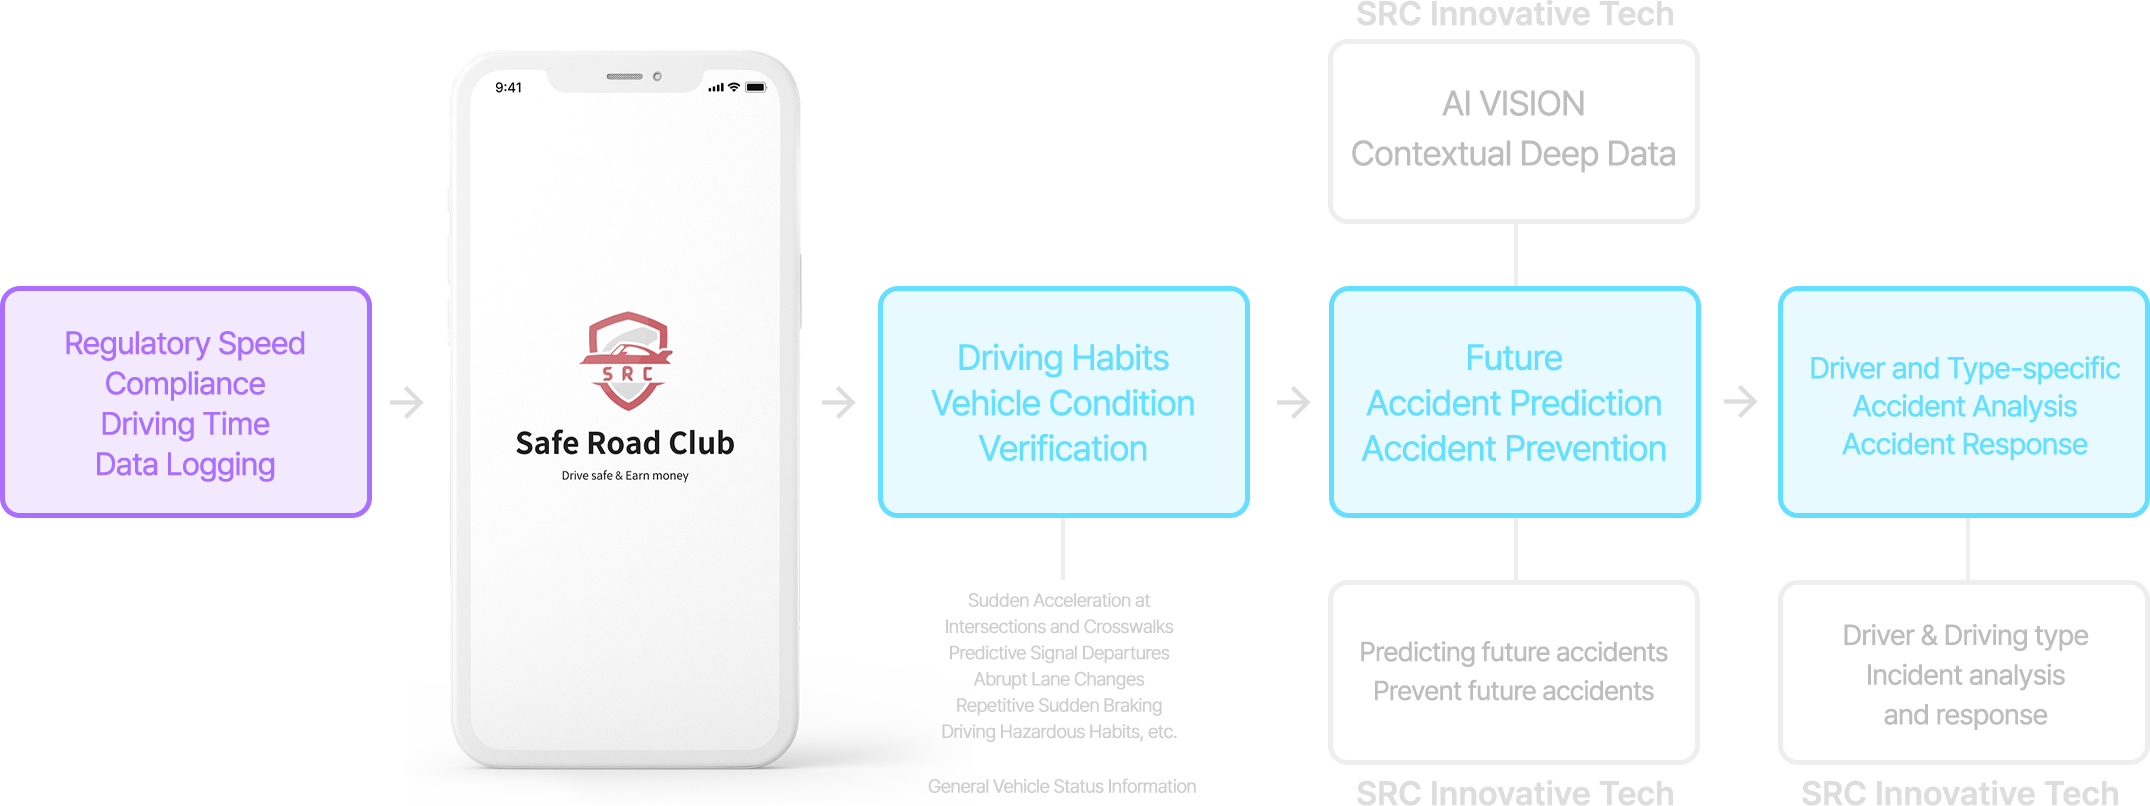 SRC Innovative Tech
AI VISION
Contextual Deep Data
Regulatory Speed
Compliance
Driving Time
Data Logging
9:41
SRC
Safe Road Club
Drive safe & Earn money
Driving Habits
Vehicle Condition
Verification
Sudden Acceleration at
Intersections and Crosswalks
Predictive Signal Departures
Abrupt Lane Changes
Repetitive Sudden Braking
Driving Hazardous Habits, etc.
General Vehicle Status Information
Future
Accident Prediction
Accident Prevention
Predicting future accidents
Prevent future accidents
SRC Innovative Tech
Driver and Type-specific
Accident Analysis
Accident Response
Driver & Driving type
Incident analysis
and response
SRC Innovative Tech